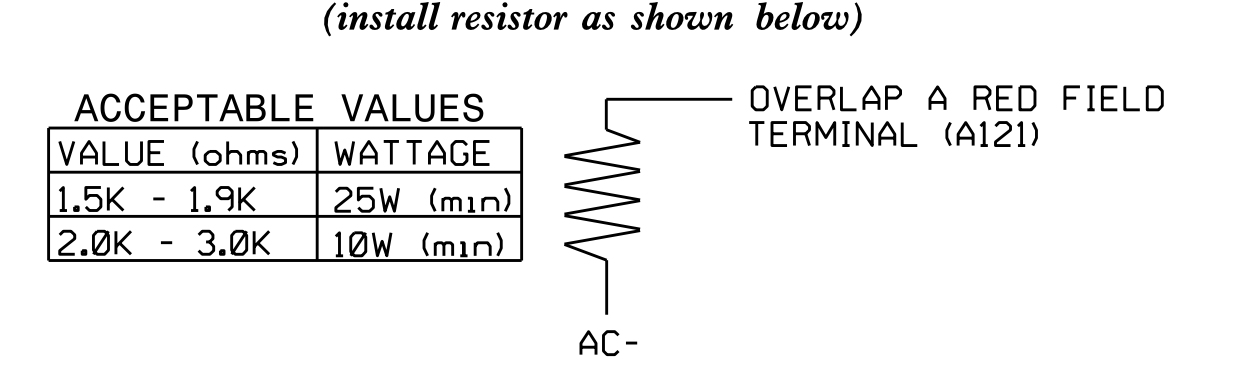 (install resistor as shown below)
ACCEPTABLE VALUES
VALUE (ohms) WATTAGE
1.5K - 1.9K 25W (min)
2.0K - 3.0K 10W (min)
OVERLAP A RED FIELD
TERMINAL (A121)
AC-